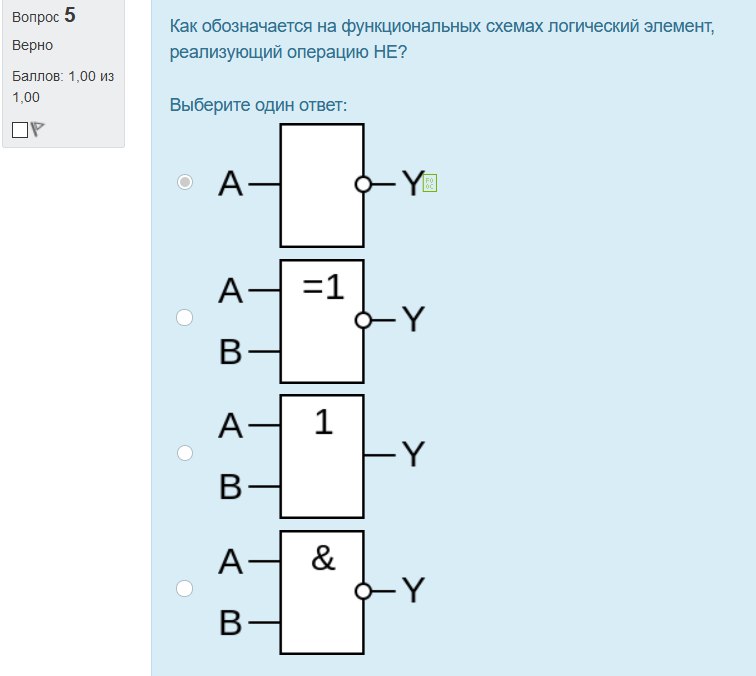 Вопрос 5
Верно
Баллов: 1,00 из
1,00
Как обозначается на функциональных схемах логический элемент,
реализующий операцию НЕ?
Выберите один ответ:
A
Y
=1
A
Y
B
1
A
Y
B
&
A
Y
B